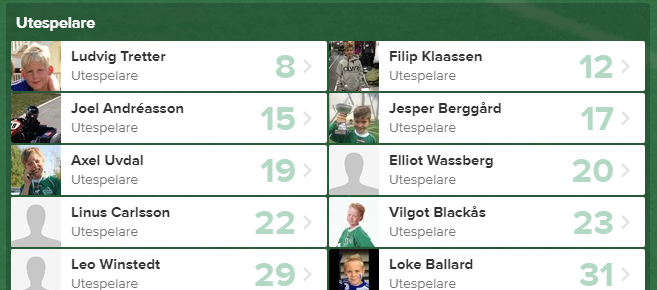 Utespelare
Ludvig Tretter
Utespelare
8
Filip Klaassen
Utespelare
12
Joel Andréasson
Utespelare
15
Jesper Berggård
Utespelare
17
Axel Uvdal
Utespelare
19
Elliot Wassberg
Utespelare
20
Linus Carlsson
Utespelare
22
Vilgot Blackås
Utespelare
23
Leo Winstedt
Utespelare
29
Loke Ballard
Utespelare
31